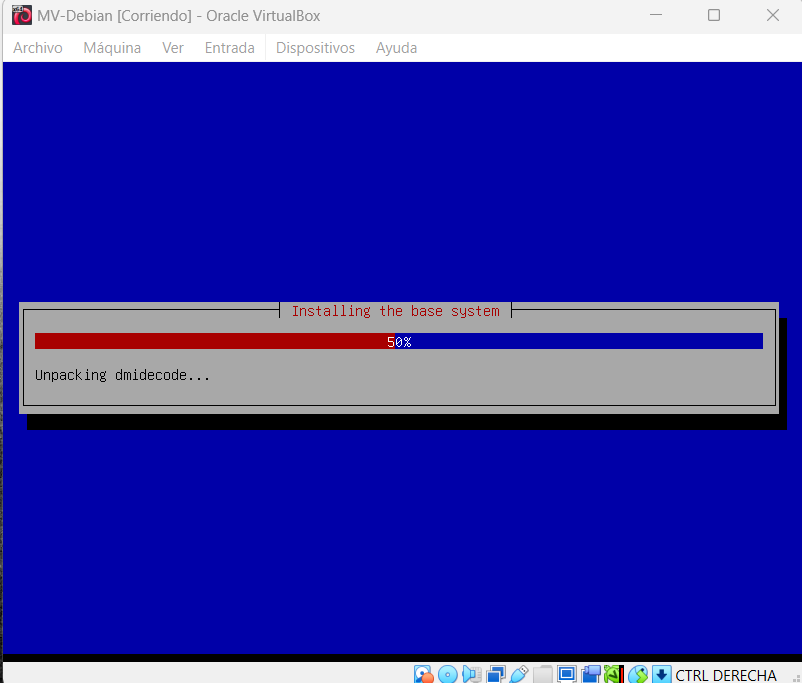 MV-Debian [Corriendo] - Oracle VirtualBox
Archivo Máquina Ver Entrada Dispositivos Ayuda
Installing the base system
50%
Unpacking dmidecode...
CTRL DERECHA